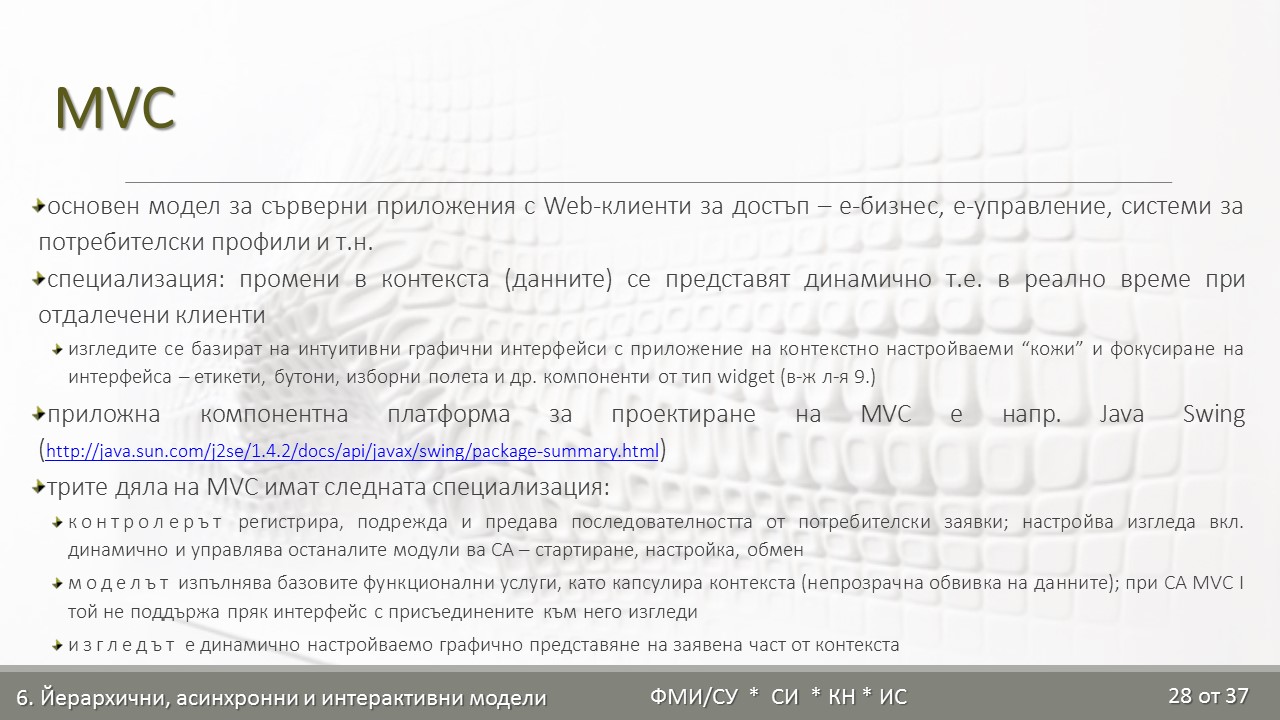 MVC
основен модел за сърверни приложения с Web-клиенти за достъп – е-бизнес, е-управление, системи за
потребителски профили и т.н.
специализация: промени в контекста (данните) се представят динамично т.е. в реално време при
отдалечени клиенти
изгледите се базират на интуитивни графични интерфейси с приложение на контекстно настройваеми “кожи” и фокусиране на
интерфейса – етикети, бутони, изборни полета и др. компоненти от тип widget (в-ж л-я 9.)
приложна компонентна платформа за проектиране на MVC е напр. Java Swing
(http://java.sun.com/j2se/1.4.2/docs/api/javax/swing/package-summary.html)
трите дяла на MVC имат следната специализация:
контролерът регистрира, подрежда и предава последователността от потребителски заявки; настройва изгледа вкл.
динамично и управлява останалите модули ва СА – стартиране, настройка, обмен
моделът изпълнява базовите функционални услуги, като капсулира контекста (непрозрачна обвивка на данните); при СА MVC I
той не поддържа пряк интерфейс с присъединените към него изгледи
изгледът е динамично настройваемо графично представяне на заявена част от контекста
6. Йерархични, асинхронни и интерактивни модели
ФМИ/СУ * СИ * КН * ИС
28 от 37